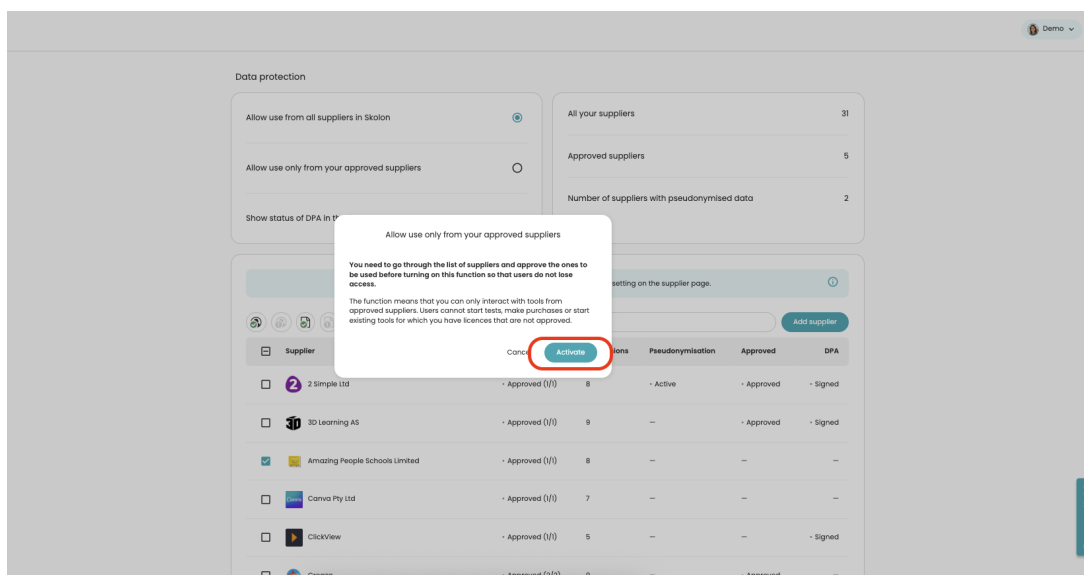 Demo
Data protection
Allow use from all suppliers in Skolon
All your suppliers 31
Allow use only from your approved suppliers
Approved suppliers 5
Number of suppliers with pseudonymised data 2
Show status of DPA in
Allow use only from your approved suppliers
You need to go through the list of suppliers and approve the ones to
be used before turning on this function so that users do not lose
access.
The function means that you can only interact with tools from
approved suppliers. Users cannot start tests, make purchases or start
existing tools for which you have licences that are not approved.
Cancel Activate
setting on the supplier page.
Add supplier
Supplier ions Pseudonymisation Approved DPA
2 2 Simple Ltd • Approved (1/1) 8 • Active • Approved • Signed
3D 3D Learning AS • Approved (1/1) 9 — • Approved • Signed
Amazing People Schools Limited • Approved (1/1) 8 — — —
Canva Canva Pty Ltd • Approved (1/1) 7 — — —
ClickView • Approved (1/1) 5 — — • Signed